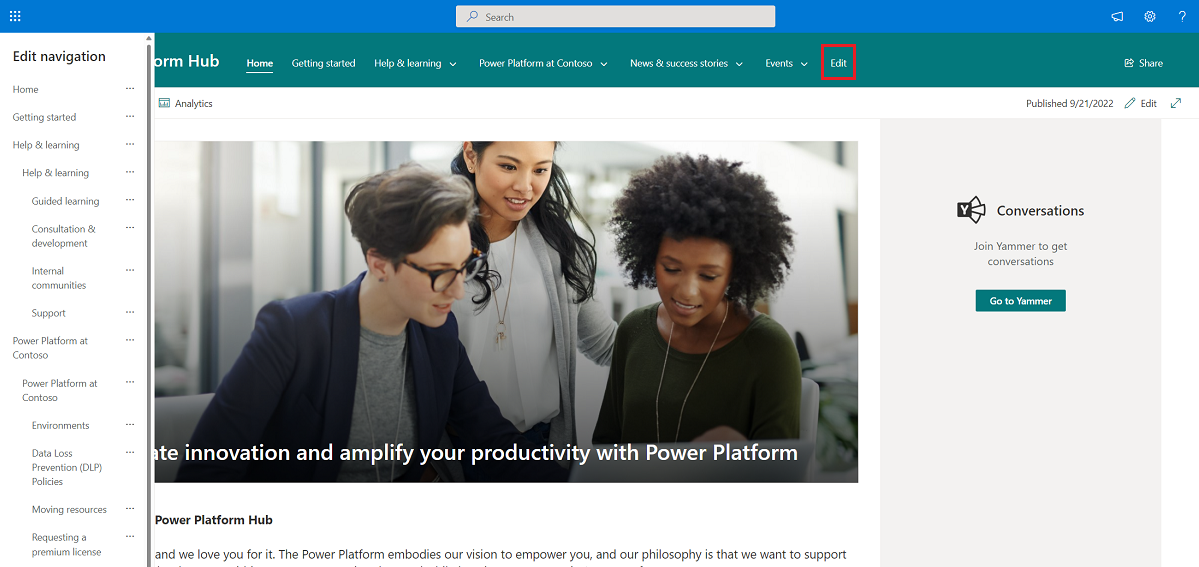 Search
Edit navigation
Home
Getting started
Help & learning
Help & learning
Guided learning
Consultation &
development
Internal
communities
Support
Power Platform at
Contoso
Power Platform at
Contoso
Environments
Data Loss
Prevention (DLP)
Policies
Moving resources
Requesting a
premium license
orm Hub
Home
Getting started
Help & learning
Power Platform at Contoso
News & success stories
Events
Edit
Share
Analytics
Published 9/21/2022
Edit
ate innovation and amplify your productivity with Power Platform
Conversations
Join Yammer to get
conversations
Go to Yammer
Power Platform Hub
and we love you for it. The Power Platform embodies our vision to empower you, and our philosophy is that we want to support